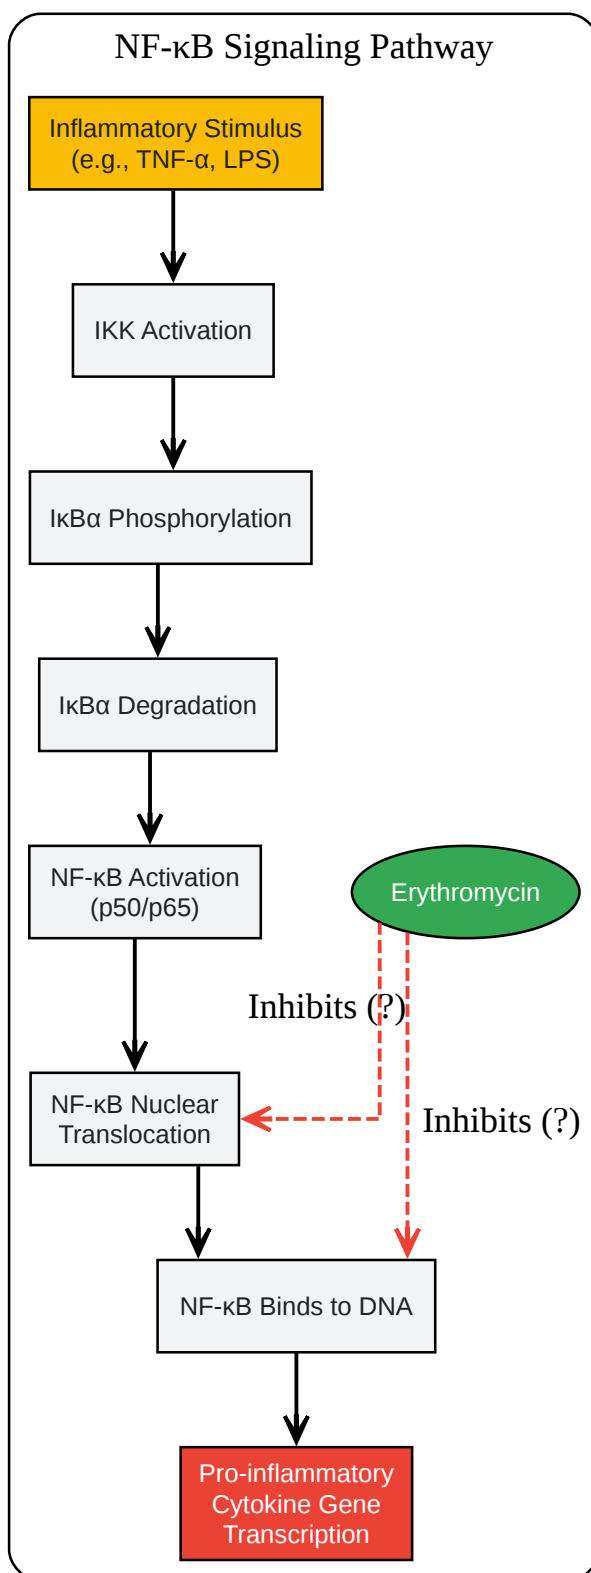 NF-κB Signaling Pathway
Inflammatory Stimulus
(e.g., TNF-α, LPS)
IKK Activation
IκBα Phosphorylation
IκBα Degradation
NF-κB Activation
(p50/p65)
Erythromycin
Inhibits (?)
NF-κB Nuclear
Translocation
Inhibits (?)
NF-κB Binds to DNA
Pro-inflammatory
Cytokine Gene
Transcription